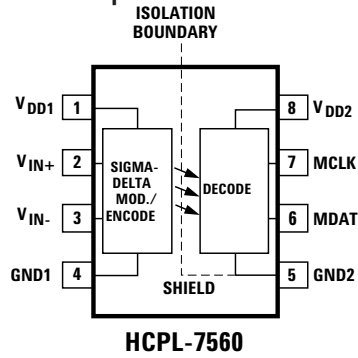 ISOLATION
BOUNDARY
VDD1 1
8 VDD2
VIN+ 2
7 MCLK
SIGMA-
DELTA
MOD./
ENCODE
DECODE
VIN- 3
6 MDAT
GND1 4
5 GND2
SHIELD
HCPL-7560